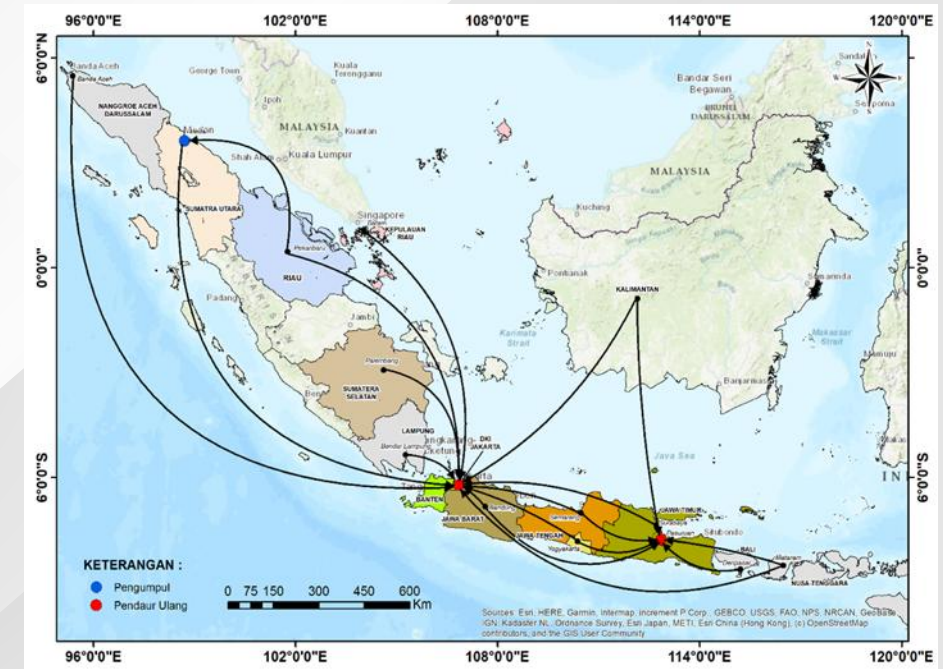 96°0'0"E 102°0'0"E 108°0'0"E 114°0'0"E 120°0'0"E
6°0'0"N
0°0'0"
6°0'0"S
6°0'0"N
0°0'0"
6°0'0"S
Banda Aceh
Banda Aceh
NANGGROE ACEH
DARUSSALAM
George Town
Kuala
Terengganu
Ipoh
MALAYSIA
Kuantan
Shah Alam
Kuala Lumpur
Medan
SUMATRA UTARA
Singapore
KEPULAUAN
RIAU
Pekanbaru
RIAU
Padang
Jambi
Palembang
SUMATERA
SELATAN
LAMPUNG
Bandar Lampung
DKI
JAKARTA
BANTEN
JAWA BARAT
Bandung
Semarang
JAWA TENGAH
Yogyakarta
JAWA TIMUR
Surabaya
Pasuruan
Situbondo
BALI
Denpasar
Mataram
NUSA TENGGARA
Bandar Seri
Begawan
BRUNEI
DARUSSALAM
MALAYSIA
Kuching
Pontianak
KALIMANTAN
Samarinda
Karimata
Strait
Makassar
Strait
Mamuju
Java Sea
N
KETERANGAN :
Pengumpul
Pendaur Ulang
0 75 150 300 450 600
Km
Sources: Esri, HERE, Garmin, Intermap, increment P Corp., GEBCO, USGS, FAO, NPS, NRCAN, GeoBase,
IGN, Kadaster NL, Ordnance Survey, Esri Japan, METI, Esri China (Hong Kong), (c) OpenStreetMap
contributors, and the GIS User Community